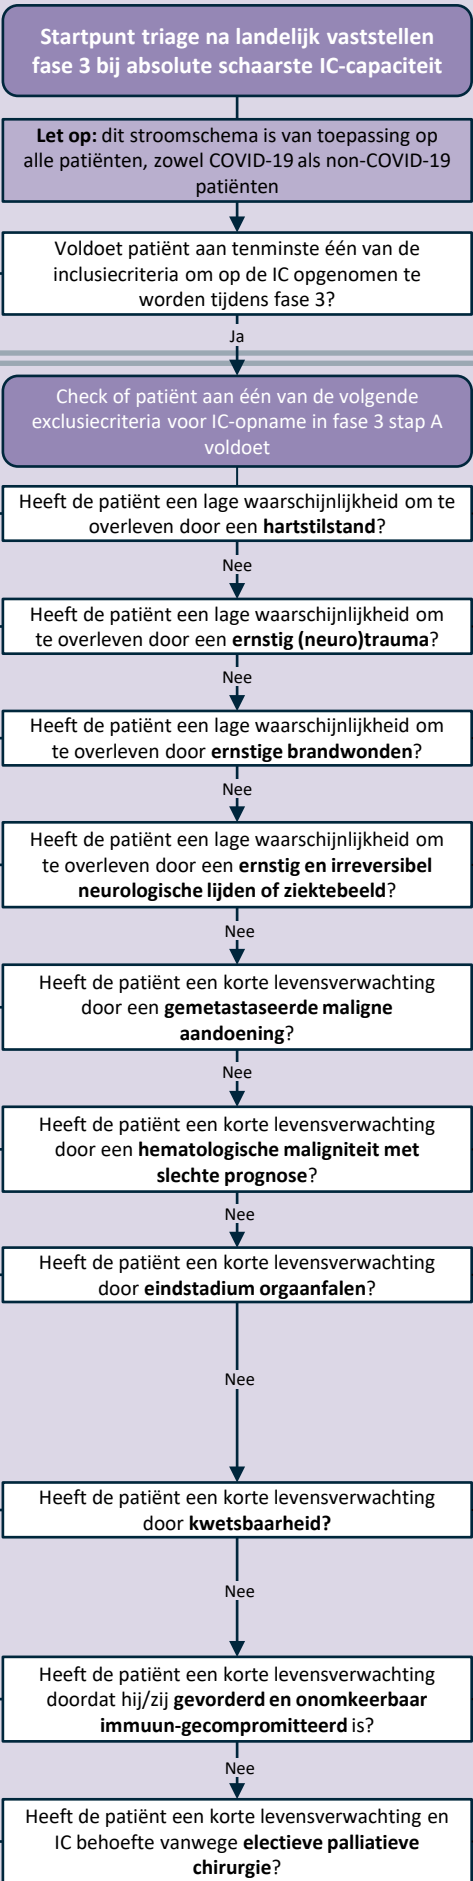 Startpunt triage na landelijk vaststellen
fase 3 bij absolute schaarste IC-capaciteit
Let op: dit stroomschema is van toepassing op
alle patiënten, zowel COVID-19 als non-COVID-19
patiënten
Voldoet patiënt aan tenminste één van de
inclusiecriteria om op de IC opgenomen te
worden tijdens fase 3?
Ja
Check of patiënt aan één van de volgende
exclusiecriteria voor IC-opname in fase 3 stap A
voldoet
Heeft de patiënt een lage waarschijnlijkheid om te
overleven door een hartstilstand?
Nee
Heeft de patiënt een lage waarschijnlijkheid om
te overleven door een ernstig (neuro)trauma?
Nee
Heeft de patiënt een lage waarschijnlijkheid om
te overleven door ernstige brandwonden?
Nee
Heeft de patiënt een lage waarschijnlijkheid om
te overleven door een ernstig en irreversibel
neurologische lijden of ziektebeeld?
Nee
Heeft de patiënt een korte levensverwachting
door een gemetastaseerde maligne
aandoening?
Nee
Heeft de patiënt een korte levensverwachting
door een hematologische maligniteit met
slechte prognose?
Nee
Heeft de patiënt een korte levensverwachting
door eindstadium orgaanfalen?
Nee
Heeft de patiënt een korte levensverwachting
door kwetsbaarheid?
Nee
Heeft de patiënt een korte levensverwachting
doordat hij/zij gevorderd en onomkeerbaar
immuun-gecompromitteerd is?
Nee
Heeft de patiënt een korte levensverwachting en
IC behoefte vanwege electieve palliatieve
chirurgie?